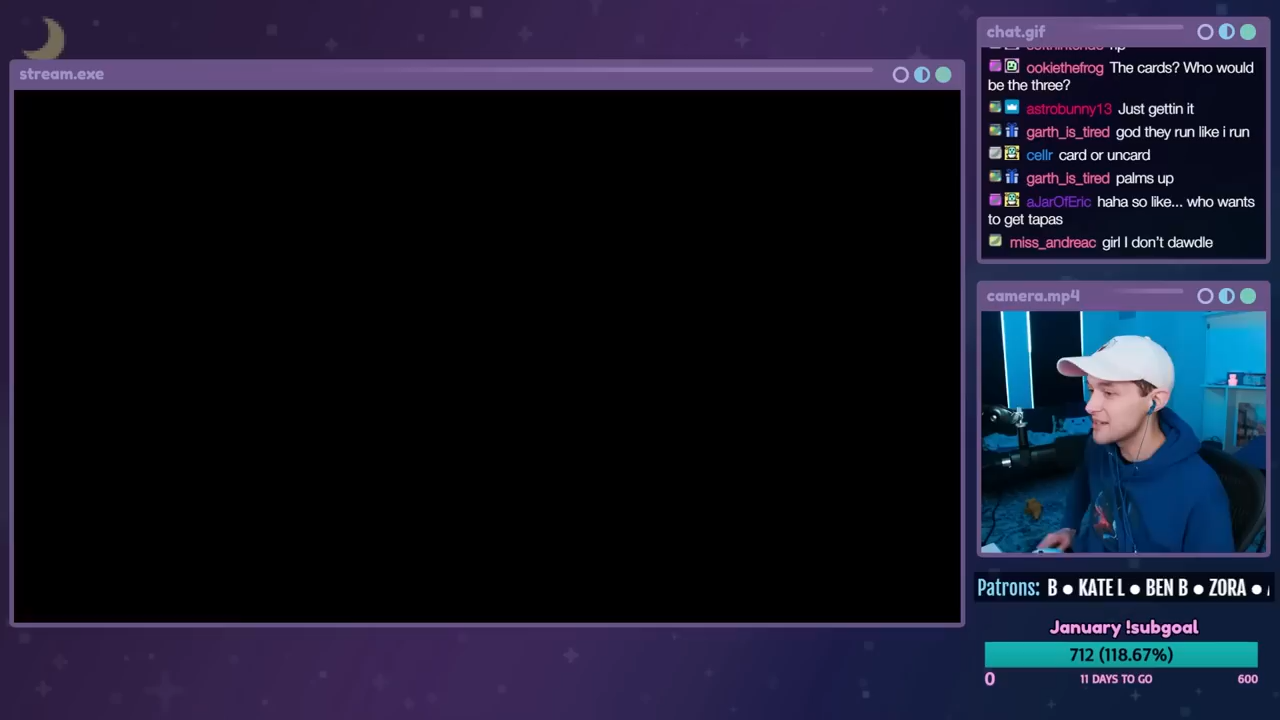 stream.exe
chat.gif
ookiethefrog The cards? Who would
be the three?
astrobunny13 Just gettin it
garth_is_tired god they run like i run
cellr card or uncard
garth_is_tired palms up
aJarOfEric haha so like... who wants
to get tapas
miss_andreac girl I don't dawdle
camera.mp4
Patrons: B ● KATE L ● BEN B ● ZORA ●
January !subgoal
712 (118.67%)
0 11 DAYS TO GO 600